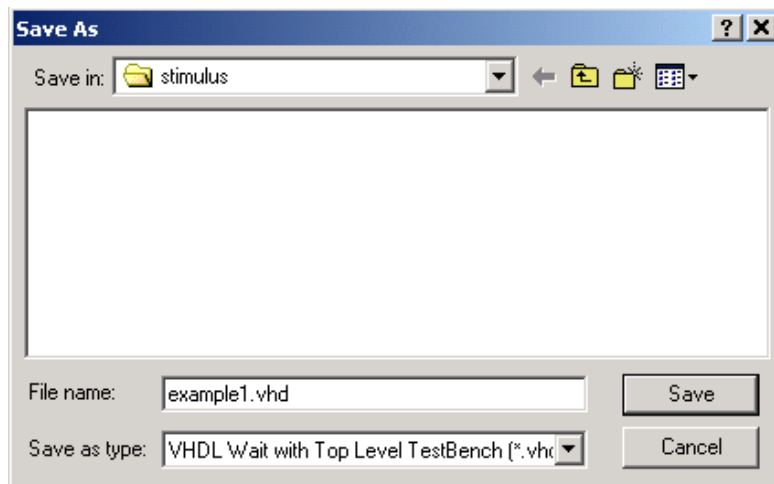 Save As
Save in: stimulus
File name: example1.vhd Save
Save as type: VHDL Wait with Top Level TestBench (*.vhd Cancel